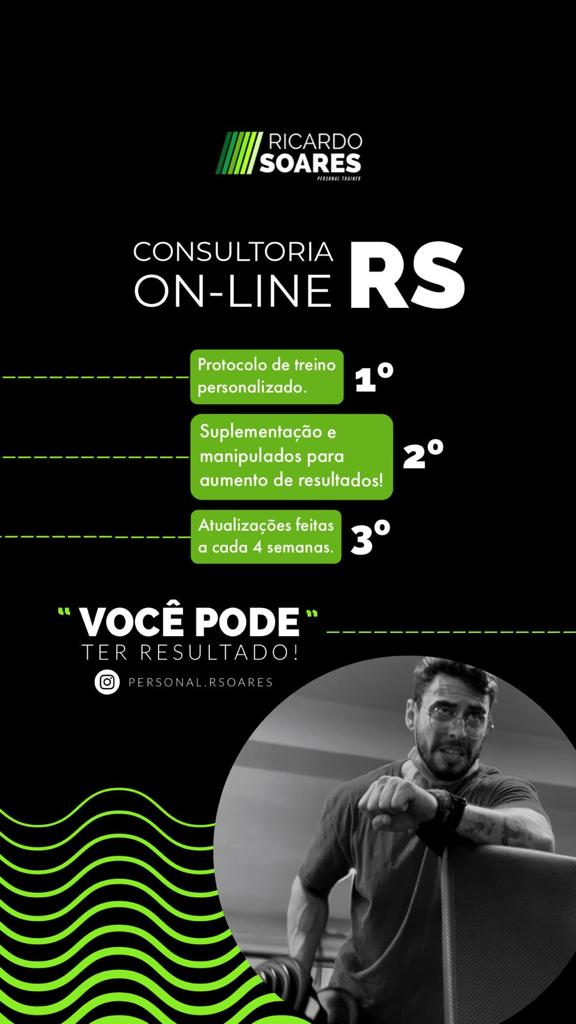 RICARDO
SOARES
PERSONAL TRAINER
CONSULTORIA
ON-LINE RS
Protocolo de treino
personalizado.
1º
Suplementação e
manipulados para
aumento de resultados!
2º
Atualizações feitas
a cada 4 semanas.
3º
“ VOCÊ PODE ”
TER RESULTADO!
PERSONAL.RSOARES